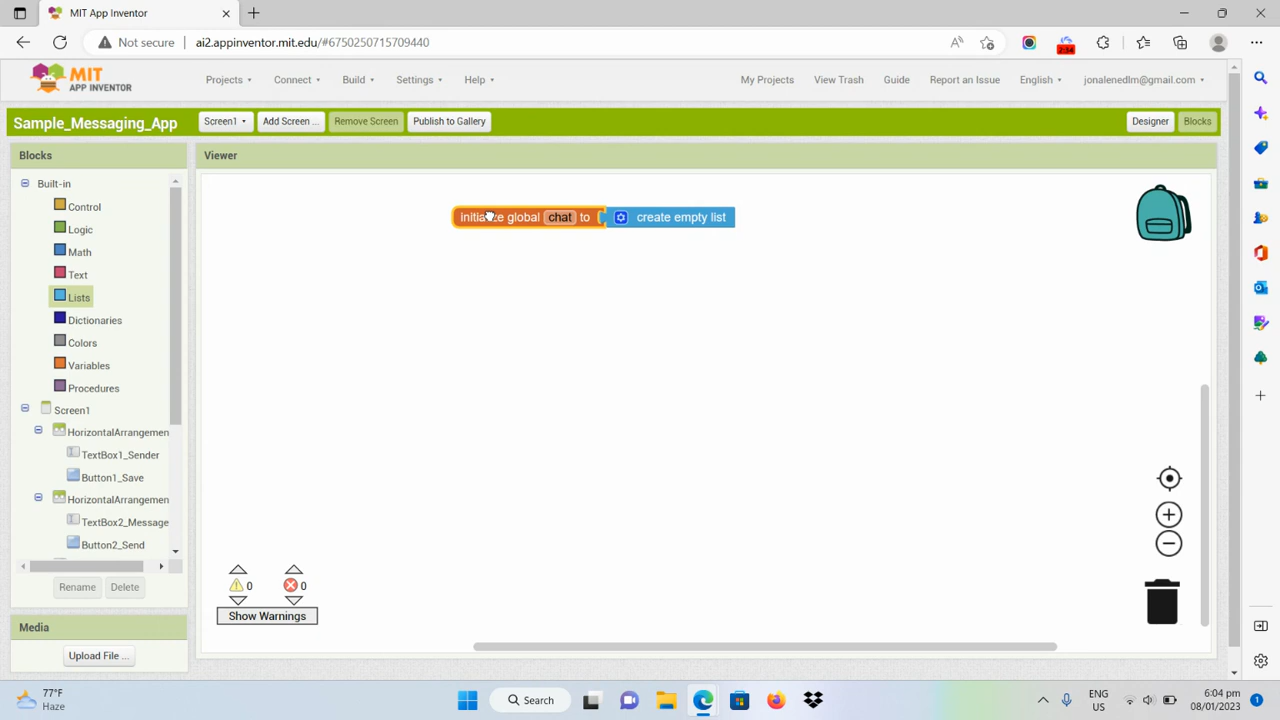 MIT App Inventor
Not secure
ai2.appinventor.mit.edu/#6750250715709440
2:34
MIT
APP INVENTOR
Projects
Connect
Build
Settings
Help
My Projects
View Trash
Guide
Report an Issue
English
jonalenedlm@gmail.com
Sample_Messaging_App
Screen1
Add Screen ...
Remove Screen
Publish to Gallery
Designer
Blocks
Blocks
Viewer
Built-in
Control
Logic
Math
Text
Lists
Dictionaries
Colors
Variables
Procedures
Screen1
HorizontalArrangemen
TextBox1_Sender
Button1_Save
HorizontalArrangemen
TextBox2_Message
Button2_Send
Rename
Delete
Media
Upload File ...
initialize global chat to
create empty list
0
0
Show Warnings
77°F
Haze
Search
ENG
US
6:04 pm
08/01/2023
1